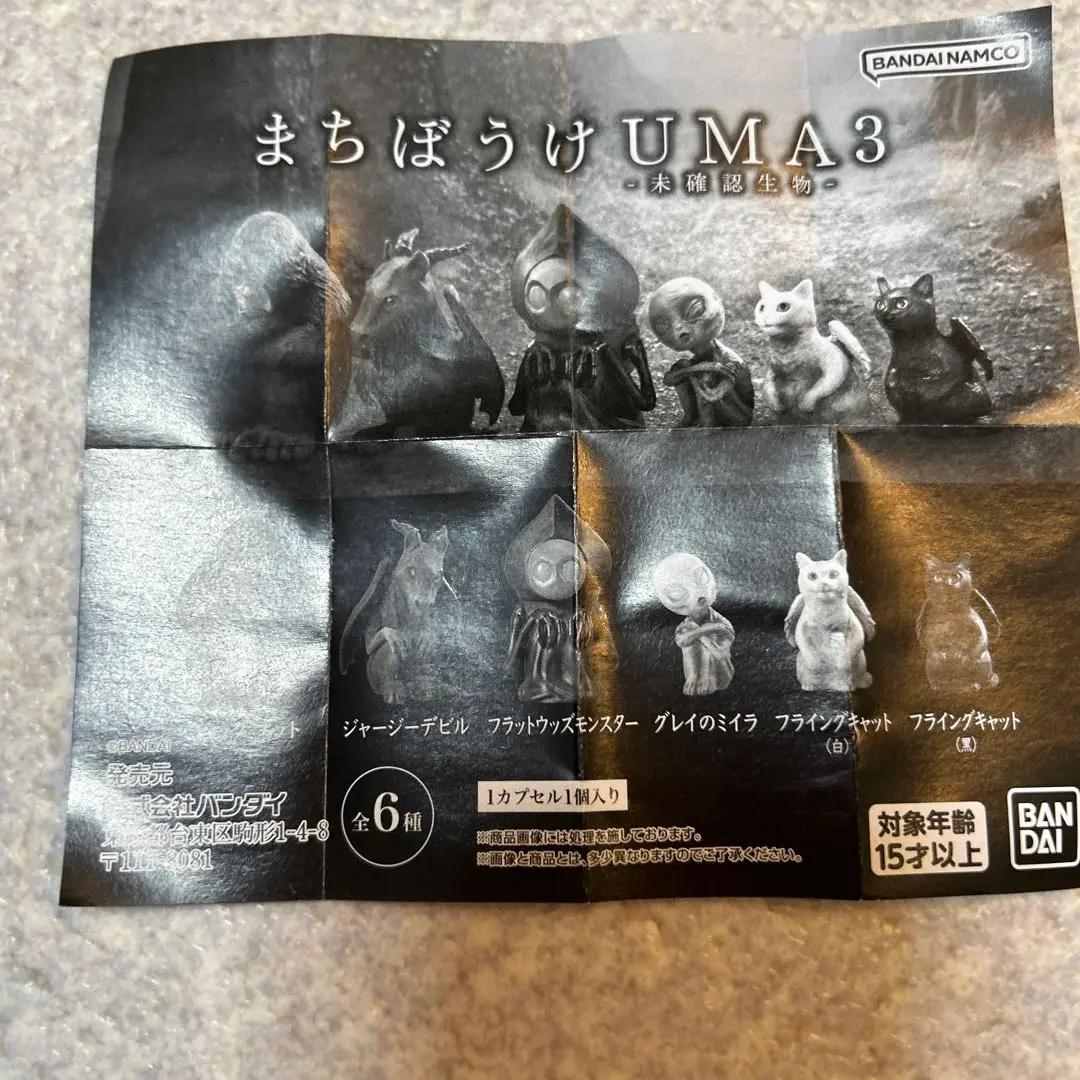 BANDAI NAMCO
まちぼうけUMA3
-未確認生物-
ジャージーデビル フラットウッズモンスター グレイのミイラ フライングキャット フライングキャット
(白) (黒)
©BANDAI
発売元
式会社バンダイ
都台東区駒形1-4-8
全6種
1カプセル1個入り
※商品画像には処理を施しております。
※画像と商品とは、多少異なりますのでご了承ください。
対象年齢
15才以上
BAN
DAI